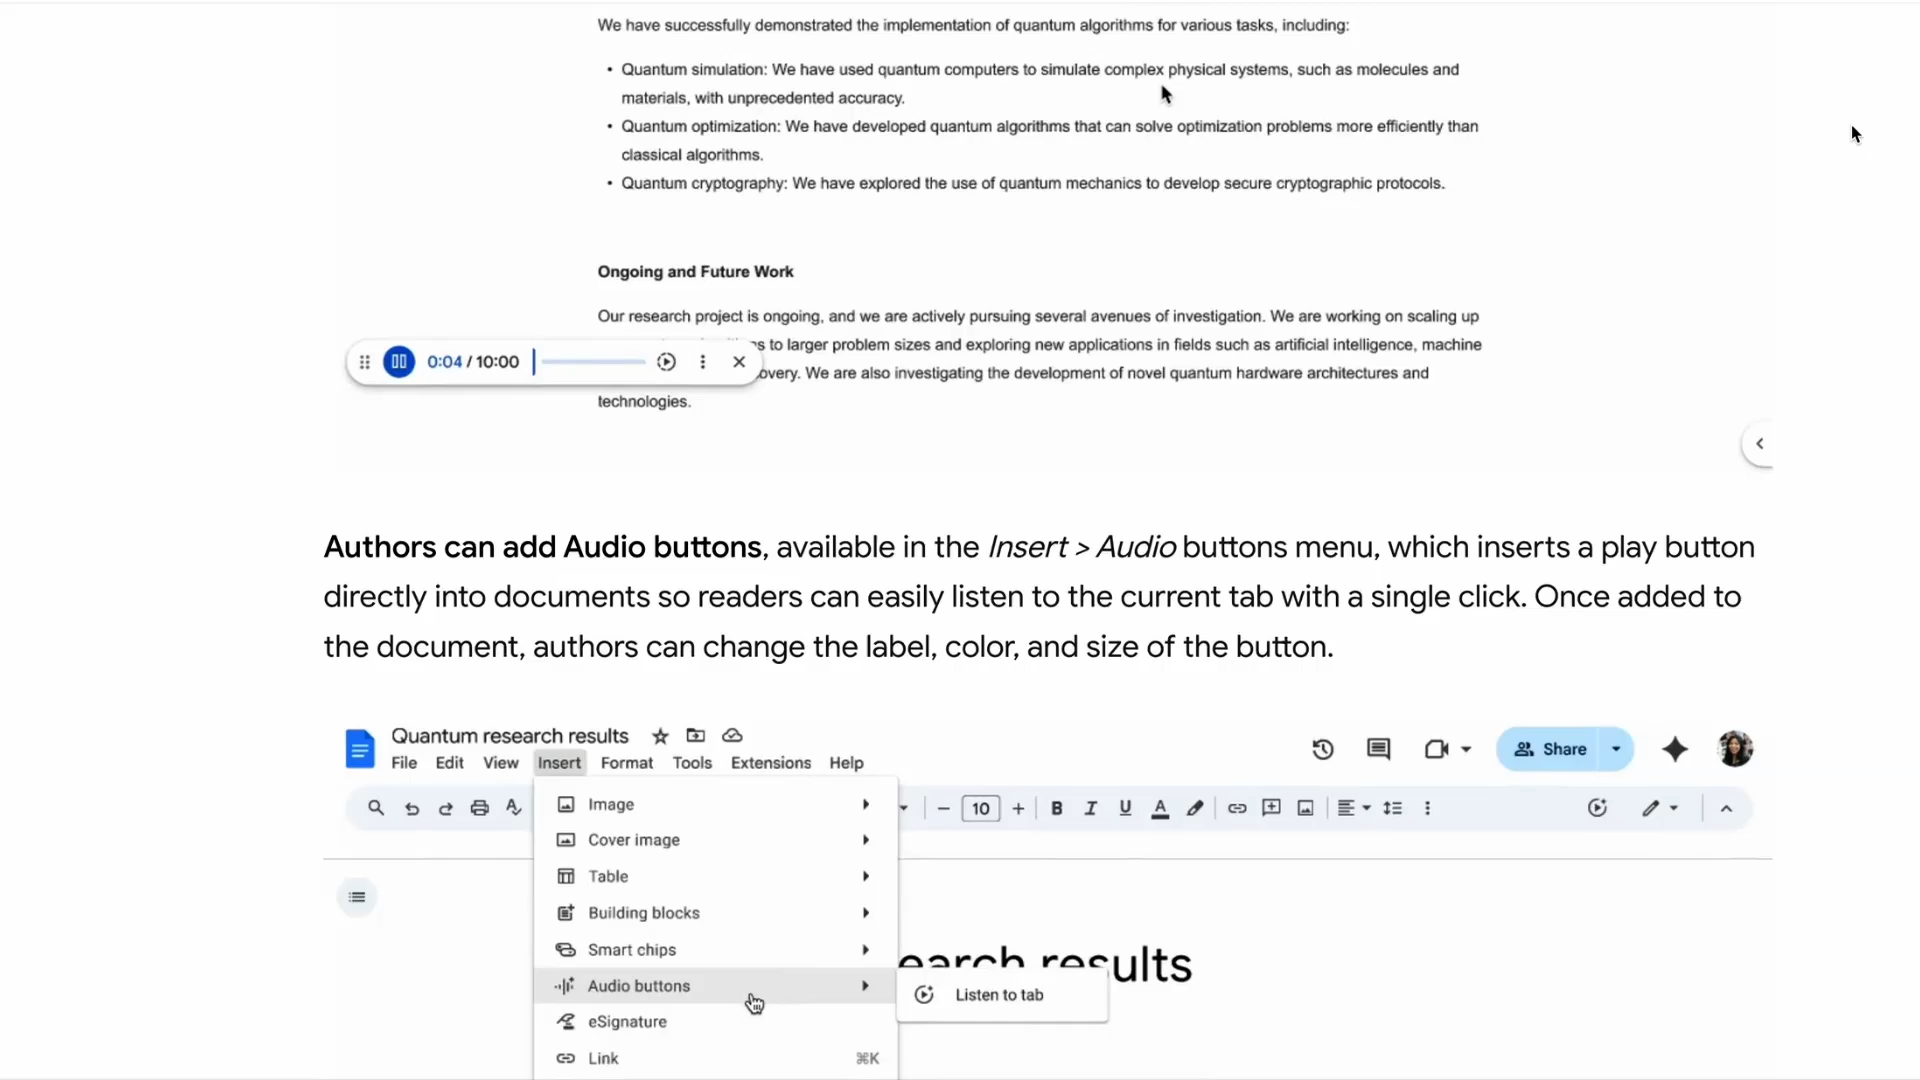 We have successfully demonstrated the implementation of quantum algorithms for various tasks, including:
• Quantum simulation: We have used quantum computers to simulate complex physical systems, such as molecules and
materials, with unprecedented accuracy.
• Quantum optimization: We have developed quantum algorithms that can solve optimization problems more efficiently than
classical algorithms.
• Quantum cryptography: We have explored the use of quantum mechanics to develop secure cryptographic protocols.
Ongoing and Future Work
Our research project is ongoing, and we are actively pursuing several avenues of investigation. We are working on scaling up
to larger problem sizes and exploring new applications in fields such as artificial intelligence, machine
0:04 / 10:00
We are also investigating the development of novel quantum hardware architectures and
technologies.
Authors can add Audio buttons, available in the Insert > Audio buttons menu, which inserts a play button
directly into documents so readers can easily listen to the current tab with a single click. Once added to
the document, authors can change the label, color, and size of the button.
Quantum research results
File Edit View Insert Format Tools Extensions Help
Share
10 B I U A
Image
Cover image
Table
Building blocks
Smart chips
results
Audio buttons
Listen to tab
eSignature
Link ⌘K